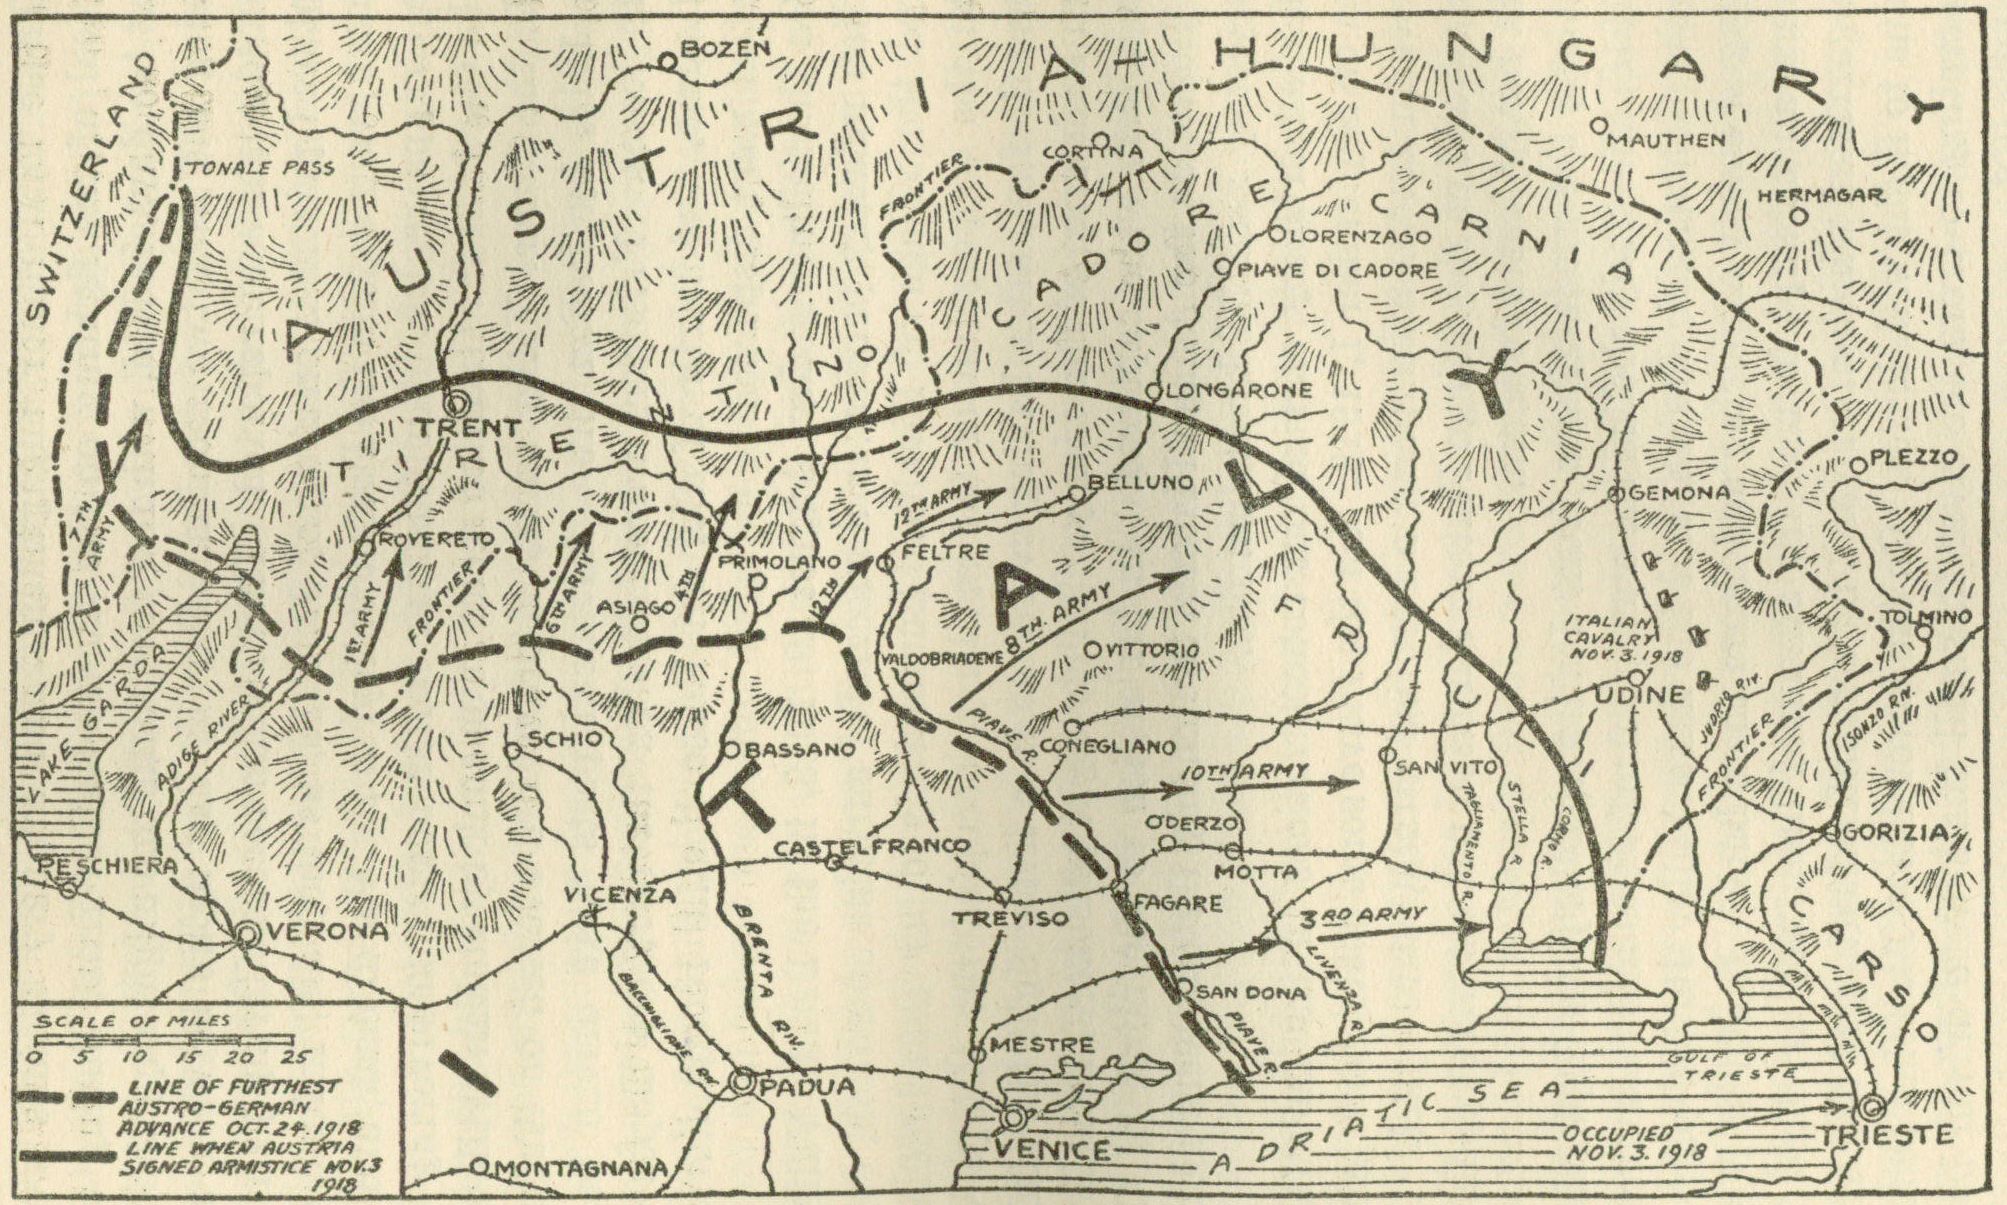 SWITZERLAND
AUSTRIA-HUNGARY
BOZEN
TONALE PASS
FRONTIER
CORTINA
MAUTHEN
HERMAGAR
CADORE
CARNIA
LORENZAGO
PIAVE DI CADORE
TRENTINO
TRENT
TIRE
LONGARONE
ITALY
PLEZZO
GEMONA
BELLUNO
12TH ARMY
7TH ARMY
ROVERETO
FELTRE
PRIMOLANO
1ST ARMY
FRONTIER
6TH ARMY
4TH
12TH
ASIAGO
8TH. ARMY
VITTORIO
VALDOBRIADENE
FRIULI
ITALIAN
CAVALRY
NOV. 3. 1918
TOLMINO
UDINE
JUDRIO RIV.
ISONZO RIV.
FRONTIER
LAKE GARDA
ADIGE RIVER
SCHIO
BASSANO
PIAVE R.
CONEGLIANO
10TH ARMY
SAN VITO
TAGLIAMENTO R.
STELLA R.
CORNO R.
ODERZO
MOTTA
GORIZIA
CASTELFRANCO
PESCHIERA
VICENZA
VERONA
BRENTA RIV.
TREVISO
FAGARE
3RD ARMY
LIVENZA R.
CARSO
BACCHIGLIANE RV.
SAN DONA
PIAVE R.
MESTRE
PADUA
VENICE
MONTAGNANA
GULF OF
TRIESTE
ADRIATIC SEA
OCCUPIED
NOV. 3. 1918
TRIESTE
SCALE OF MILES
0 5 10 15 20 25
LINE OF FURTHEST
AUSTRO-GERMAN
ADVANCE OCT. 24. 1918
LINE WHEN AUSTRIA
SIGNED ARMISTICE NOV. 3
1918